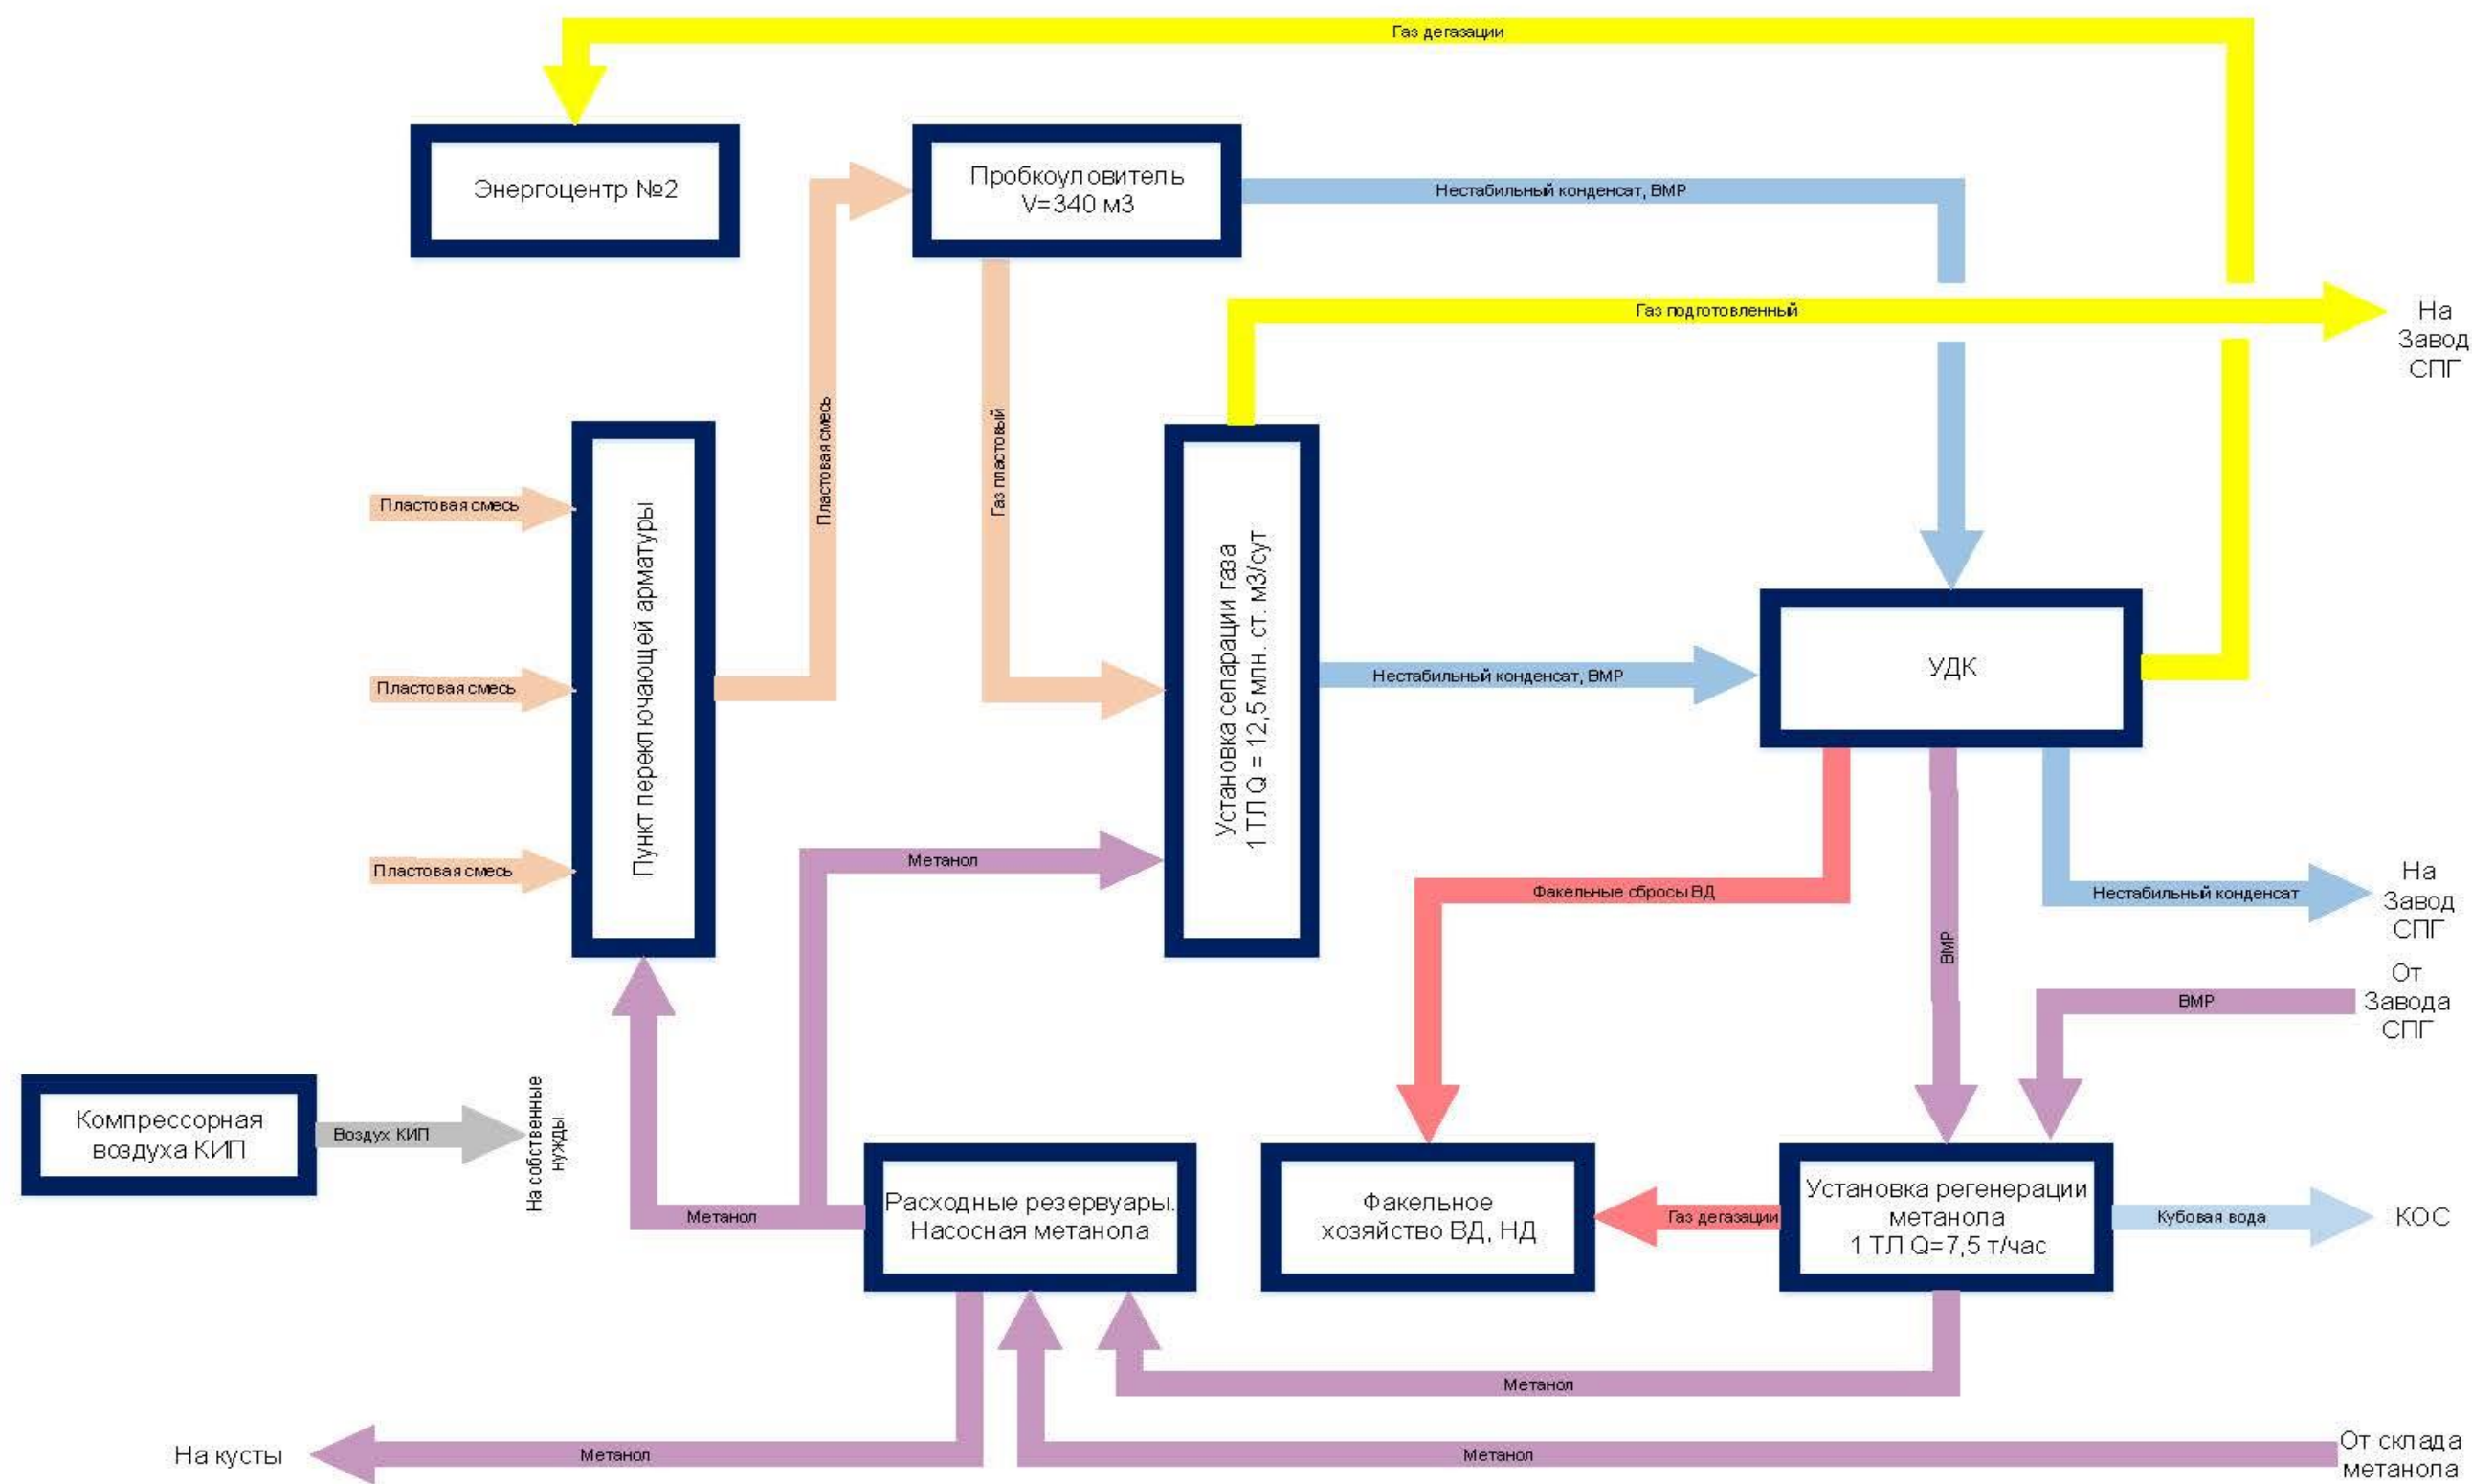 Газ дегазации
Энергоцентр №2
Пробкоуловитель
V=340 м3
Нестабильный конденсат, ВМР
Газ подготовленный
На
Завод
СПГ
Пластовая смесь
Газ пластовый
Пластовая смесь
Пластовая смесь
Пластовая смесь
Пункт переключающей арматуры
Установка сепарации газа
1 ТЛ Q = 12,5 млн. ст. м3/сут
Нестабильный конденсат, ВМР
УДК
Метанол
Факельные сбросы ВД
ВМР
Нестабильный конденсат
На
Завод
СПГ
ВМР
От
Завода
СПГ
Компрессорная
воздуха КИП
Воздух КИП
На собственные
нужды
Метанол
Расходные резервуары.
Насосная метанола
Факельное
хозяйство ВД, НД
Газ дегазации
Установка регенерации
метанола
1 ТЛ Q=7,5 т/час
Кубовая вода
КОС
Метанол
На кусты
Метанол
Метанол
От склада
метанола